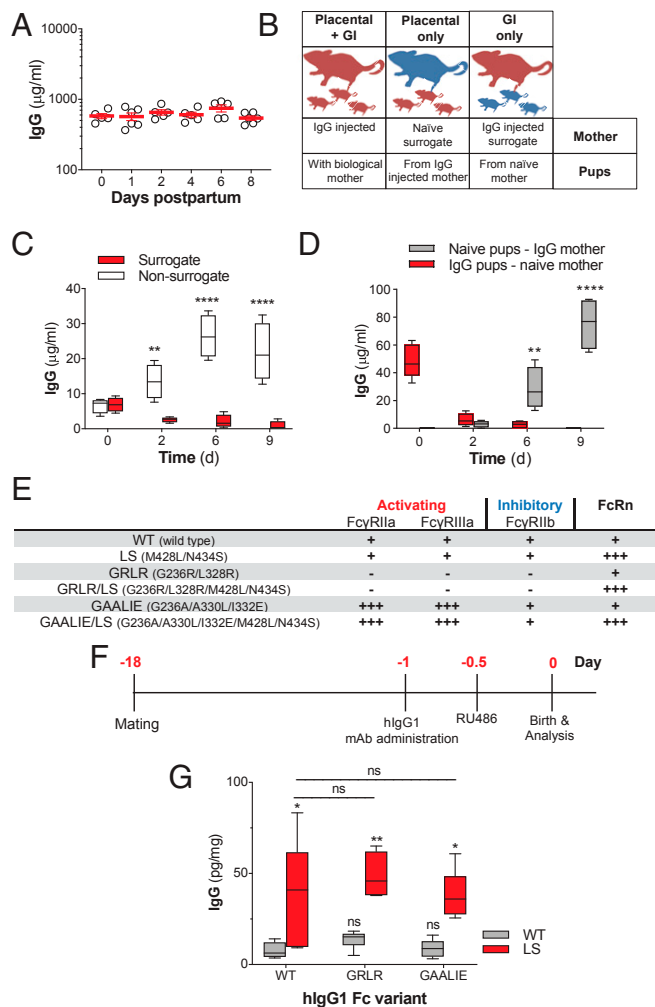 A
IgG (µg/ml)
10000
1000
100
0 1 2 4 6 8
Days postpartum
B
Placental + GI
Placental only
GI only
IgG injected
Naïve surrogate
IgG injected surrogate
Mother
With biological mother
From IgG injected mother
From naïve mother
Pups
C
Surrogate
Non-surrogate
IgG (µg/ml)
40
30
20
10
0
** **** ****
0 2 6 9
Time (d)
D
Naive pups - IgG mother
IgG pups - naive mother
IgG (µg/ml)
100
80
60
40
20
0
** ****
0 2 6 9
Time (d)
E
Activating Inhibitory FcRn
FcγRIIa FcγRIIIa FcγRIIb
WT (wild type) + + + +
LS (M428L/N434S) + + + +++
GRLR (G236R/L328R) - - - +
GRLR/LS (G236R/L328R/M428L/N434S) - - - +++
GAALIE (G236A/A330L/I332E) +++ +++ + +
GAALIE/LS (G236A/A330L/I332E/M428L/N434S) +++ +++ + +++
F
-18 -1 -0.5 0 Day
Mating
hIgG1 mAb administration
RU486
Birth & Analysis
G
IgG (pg/mg)
100
50
0
ns
ns
* ** *
ns ns
WT
LS
WT GRLR GAALIE
hIgG1 Fc variant